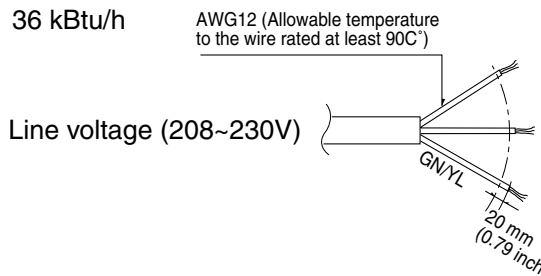 36 kBtu/h
AWG12 (Allowable temperature
to the wire rated at least 90C˚)
Line voltage (208~230V)
GN/YL
20 mm
(0.79 inch